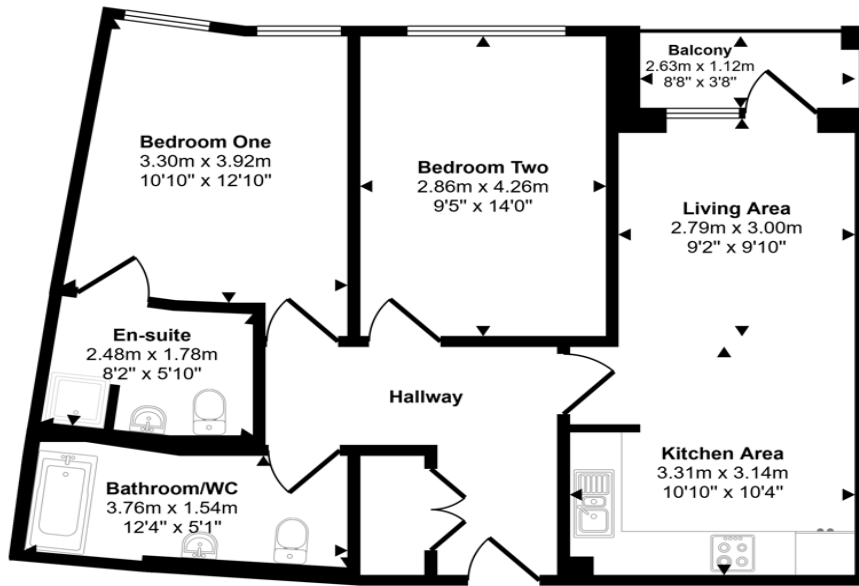 Balcony
2.63m x 1.12m
8'8" x 3'8"
Bedroom One
3.30m x 3.92m
10'10" x 12'10"
Bedroom Two
2.86m x 4.26m
9'5" x 14'0"
Living Area
2.79m x 3.00m
9'2" x 9'10"
En-suite
2.48m x 1.78m
8'2" x 5'10"
Hallway
Kitchen Area
3.31m x 3.14m
10'10" x 10'4"
Bathroom/WC
3.76m x 1.54m
12'4" x 5'1"